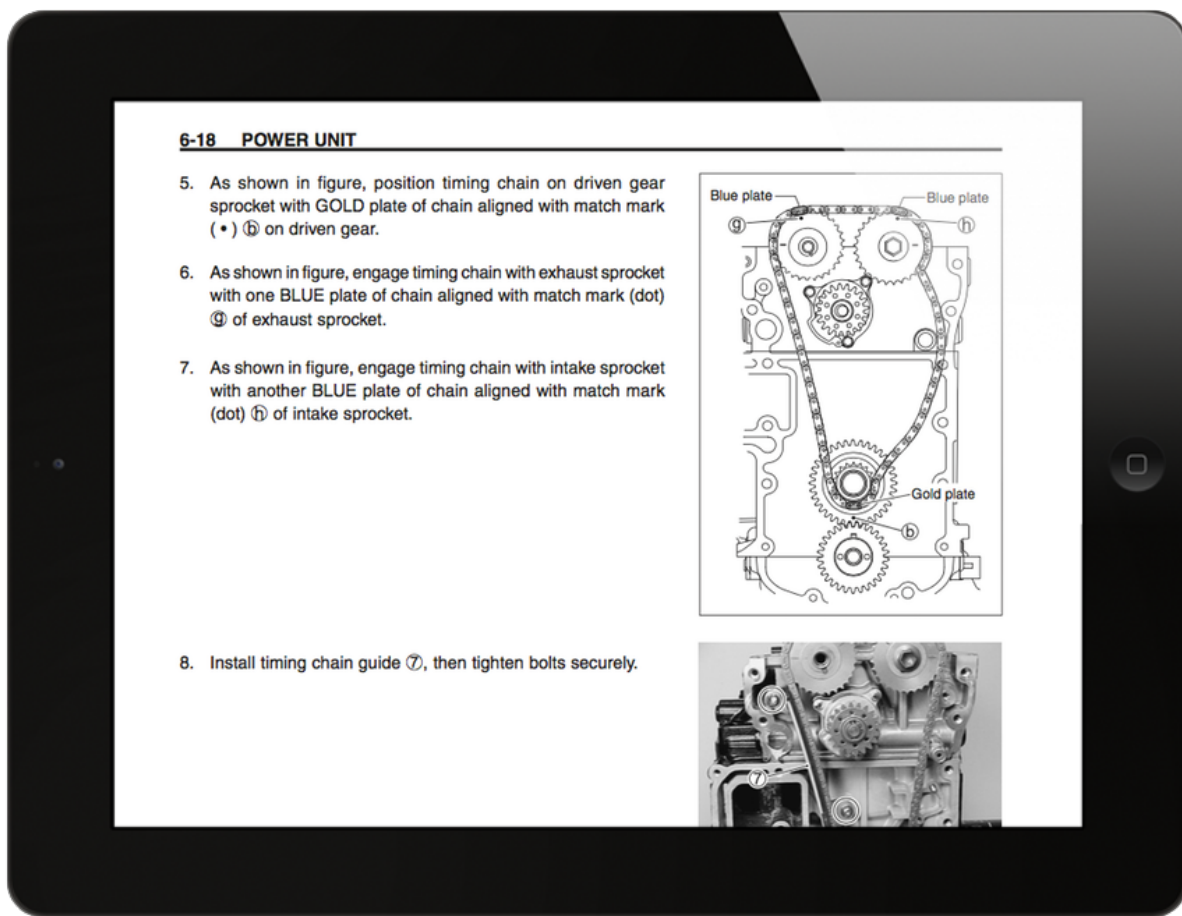 6-18 POWER UNIT
5. As shown in figure, position timing chain on driven gear
sprocket with GOLD plate of chain aligned with match mark
( • ) ⓑ on driven gear.
6. As shown in figure, engage timing chain with exhaust sprocket
with one BLUE plate of chain aligned with match mark (dot)
ⓖ of exhaust sprocket.
7. As shown in figure, engage timing chain with intake sprocket
with another BLUE plate of chain aligned with match mark
(dot) ⓗ of intake sprocket.
Blue plate
Blue plate
ⓖ
ⓗ
Gold plate
ⓑ
8. Install timing chain guide ⑦, then tighten bolts securely.
⑦